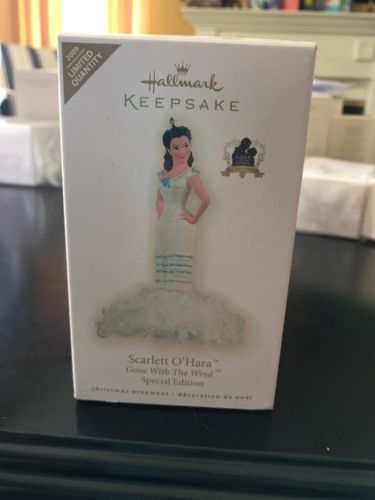 2009
LIMITED
QUANTITY
Hallmark
KEEPSAKE
Scarlett O'Hara™
Gone With The Wind™
Special Edition
christmas ornament · décoration de noël